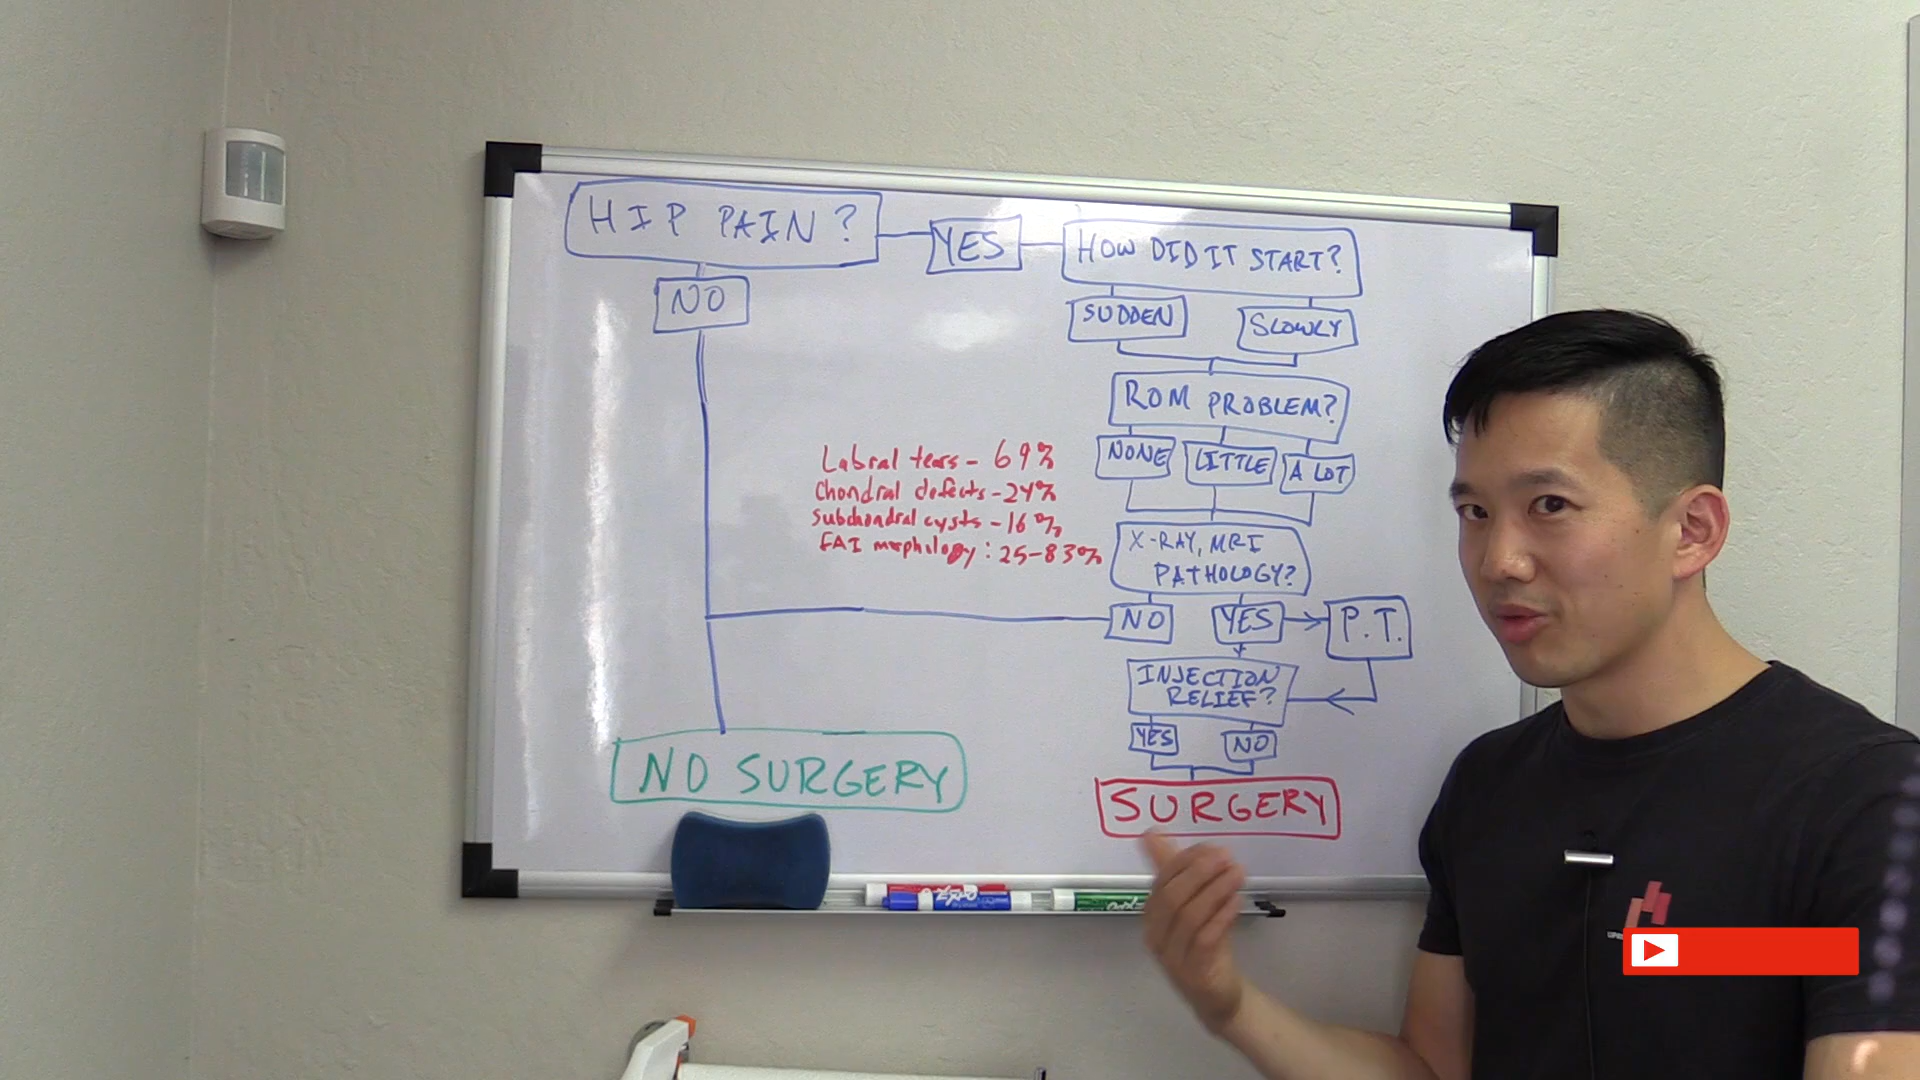 HIP PAIN?
YES
HOW DID IT START?
NO
SUDDEN
SLOWLY
ROM PROBLEM?
NONE
LITTLE
A LOT
Labral tears - 69%
Chondral defects - 24%
Subchondral cysts - 16%
FAI morphology: 25-83%
X-RAY, MRI
PATHOLOGY?
NO
YES
P.T.
INJECTION
RELIEF?
YES
NO
NO SURGERY
SURGERY
EXPO